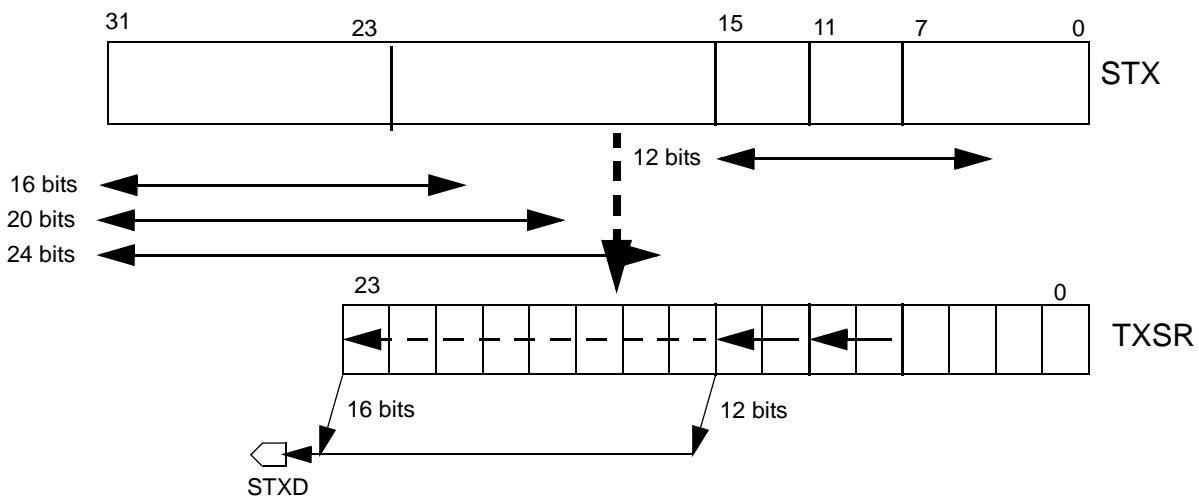 31 23 15 11 7 0
STX
12 bits
16 bits
20 bits
24 bits
23 0
TXSR
16 bits 12 bits
STXD